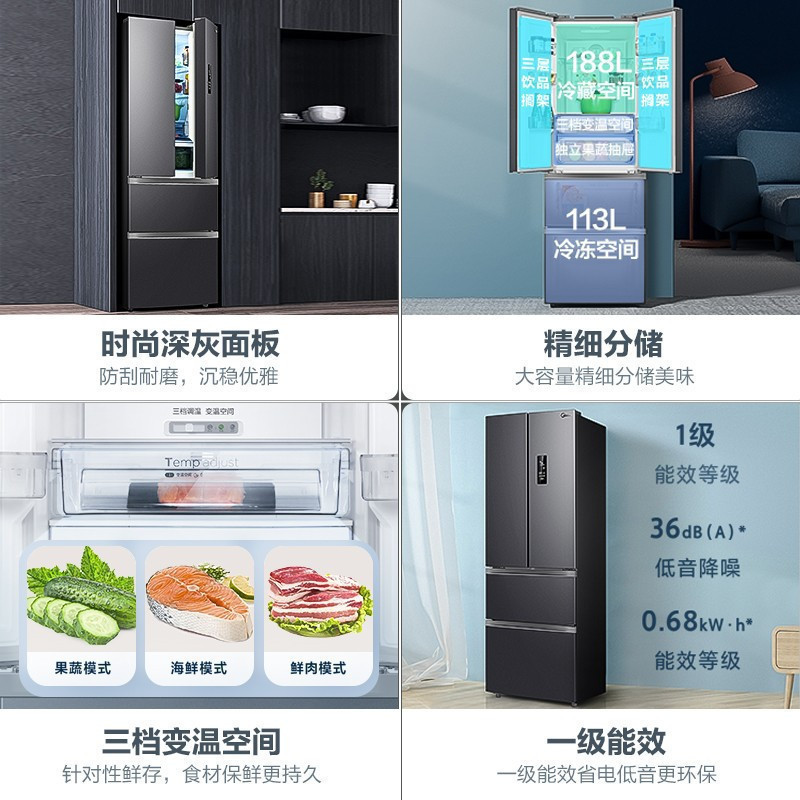 时尚深灰面板
防刮耐磨，沉稳优雅
三层饮品搁架
188L
冷藏空间
三层饮品搁架
三档变温空间
独立果蔬抽屉
113L
冷冻空间
精细分储
大容量精细分储美味
三档调温 变温空间
Temp adjust
果蔬模式
海鲜模式
鲜肉模式
三档变温空间
针对性鲜存，食材保鲜更持久
1级
能效等级
36dB(A)*
低音降噪
0.68kW·h*
能效等级
一级能效
一级能效省电低音更环保